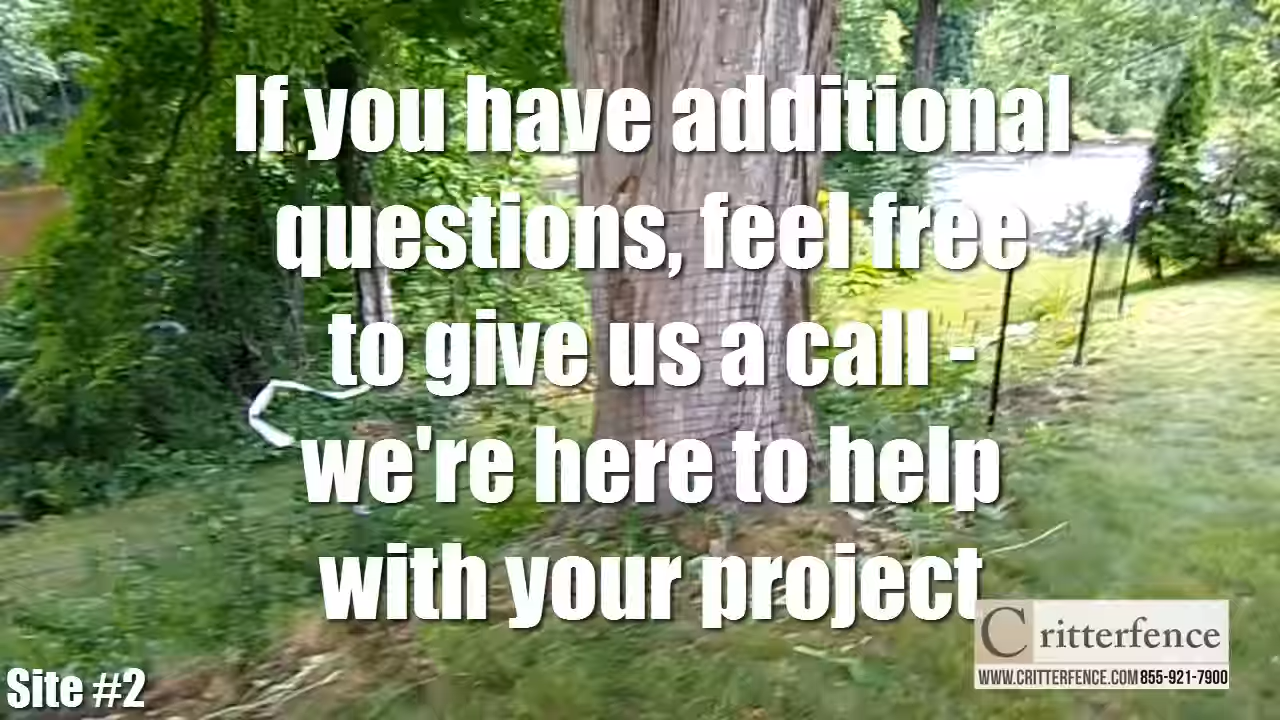 If you have additional
questions, feel free
to give us a call -
we're here to help
with your project
Critterfence
WWW.CRITTERFENCE.COM 855-921-7900
Site #2